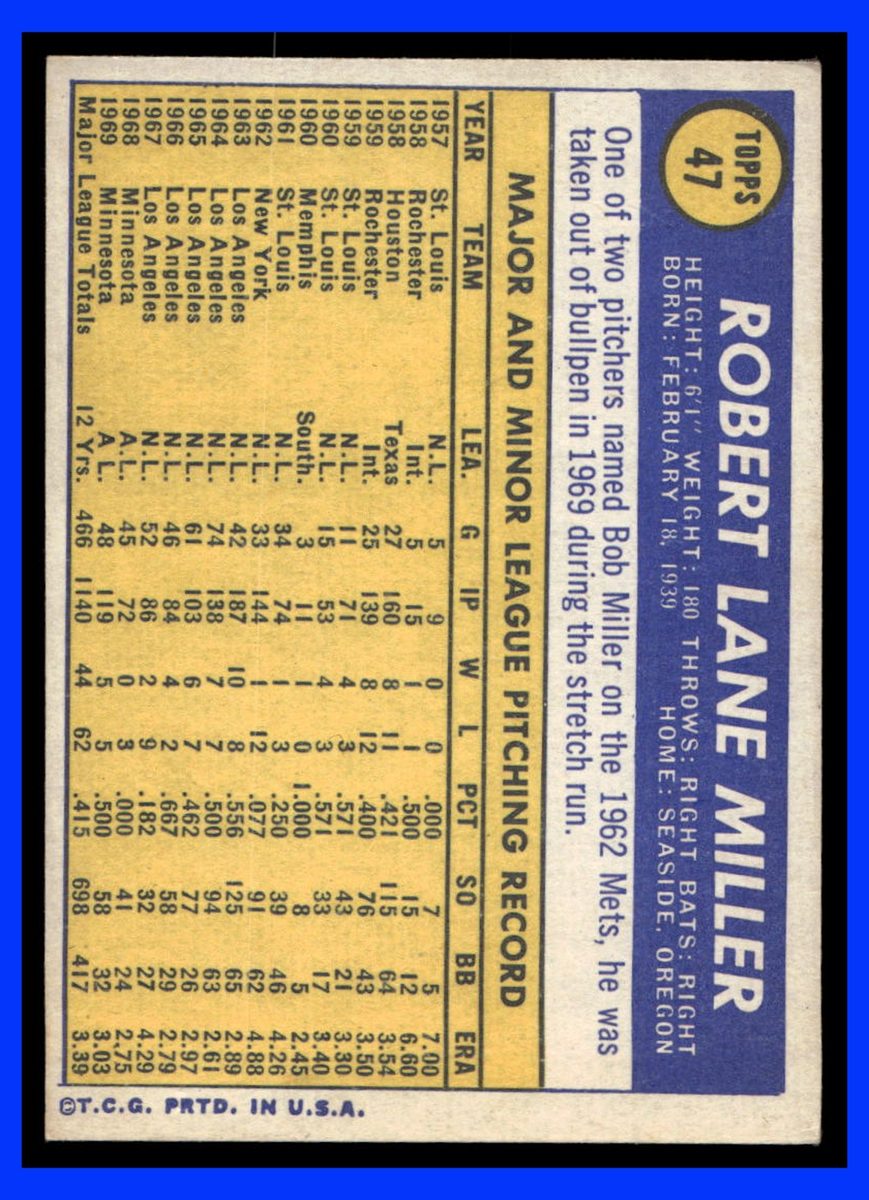 TOPPS
47
ROBERT LANE MILLER
HEIGHT: 6'1" WEIGHT: 180 THROWS: RIGHT BATS: RIGHT
BORN: FEBRUARY 18, 1939 HOME: SEASIDE, OREGON
One of two pitchers named Bob Miller on the 1962 Mets, he was
taken out of bullpen in 1969 during the stretch run.
MAJOR AND MINOR LEAGUE PITCHING RECORD
YEAR TEAM LEA. G IP W L PCT SO BB ERA
1957 St. Louis N.L. 5 9 0 0 .000 7 5 7.00
1958 Rochester Int. 5 15 1 1 .500 15 12 6.60
1958 Houston Texas 27 160 8 11 .421 115 64 3.54
1959 Rochester Int. 25 139 8 12 .400 76 43 3.50
1959 St. Louis N.L. 11 71 4 3 .571 43 21 3.30
1960 St. Louis N.L. 15 53 4 3 .571 33 17 3.40
1960 Memphis South. 3 11 1 0 1.000 8 5 2.45
1961 St. Louis N.L. 34 74 1 3 .250 39 46 4.26
1962 New York N.L. 33 144 1 12 .077 91 62 4.88
1963 Los Angeles N.L. 42 187 10 8 .556 125 65 2.89
1964 Los Angeles N.L. 74 138 7 7 .500 94 63 2.61
1965 Los Angeles N.L. 61 103 6 7 .462 77 26 2.97
1966 Los Angeles N.L. 46 84 4 2 .667 58 29 2.79
1967 Los Angeles N.L. 52 86 2 9 .182 32 27 4.29
1968 Minnesota A.L. 45 72 0 3 .000 41 24 2.75
1969 Minnesota A.L. 48 119 5 5 .500 58 32 3.03
Major League Totals 12 Yrs. 466 1140 44 62 .415 698 417 3.39
©T.C.G. PRTD. IN U.S.A.